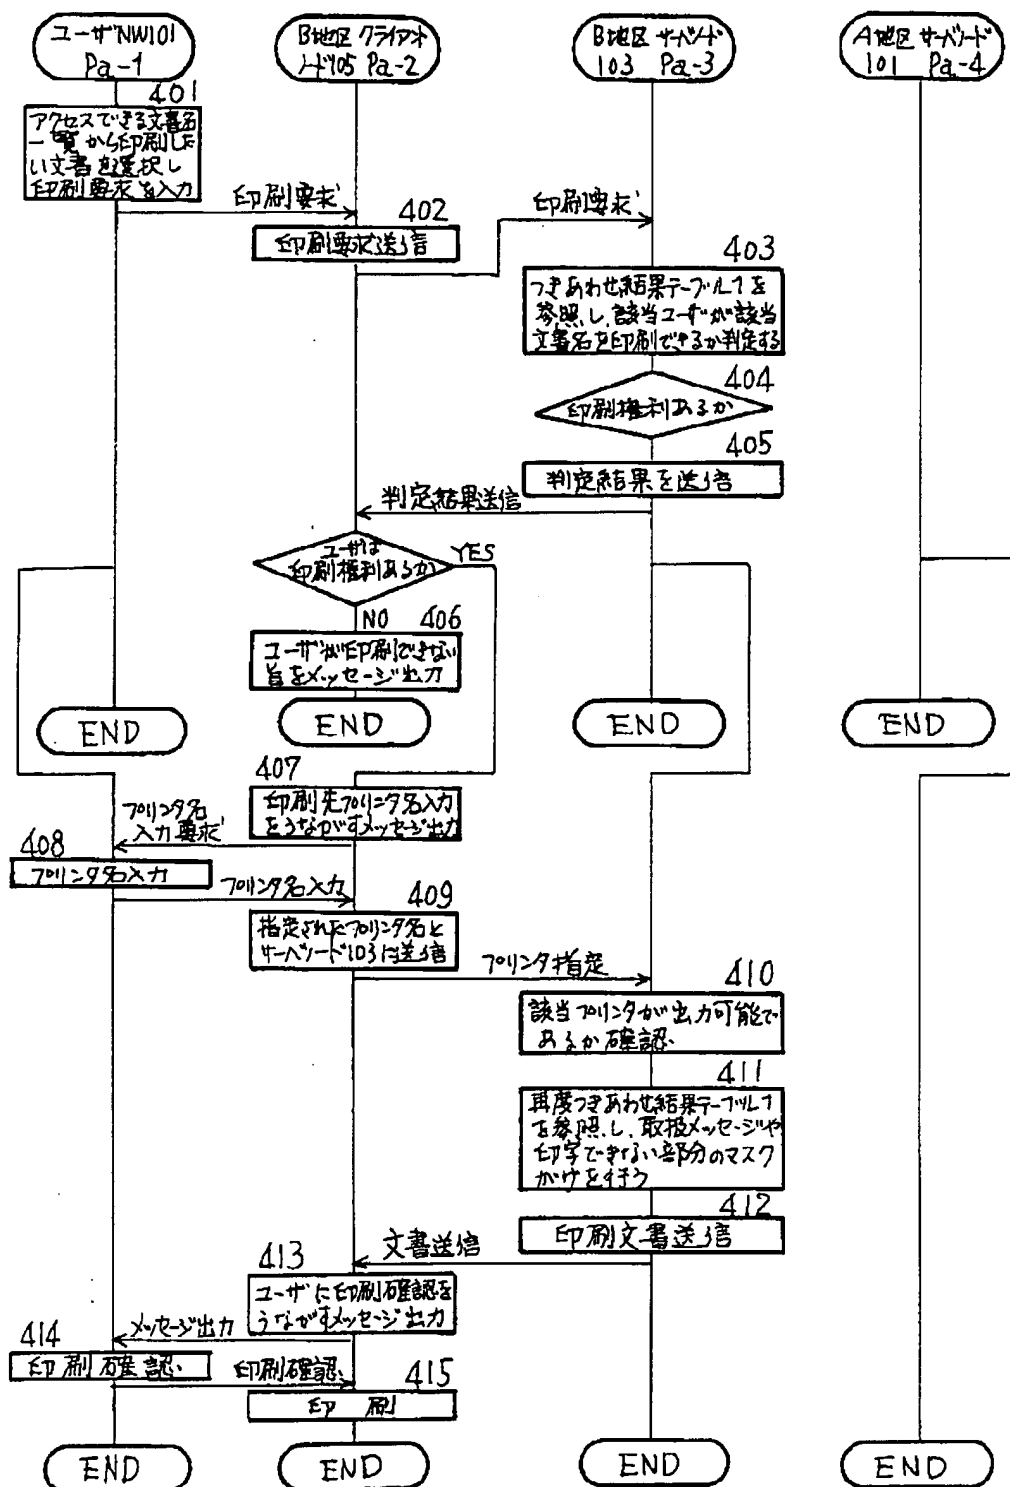 ユーザNW101
Pa-1
B地区 クライアント
ノード105 Pa-2
B地区 サーバノード
103 Pa-3
A地区 サーバノード
101 Pa-4
401
アクセスできる文書名
一覧から印刷した
い文書を選択し
印刷要求を入力
印刷要求
402
印刷要求送信
印刷要求
403
つきあわせ結果テーブルTを
参照し、該当ユーザが該当
文書名を印刷できるか判定する
404
印刷権利あるか
405
判定結果を送信
判定結果送信
ユーザは
印刷権利あるか
YES
NO
406
ユーザが印刷できない
旨をメッセージ出力
END
END
END
END
407
印刷先プリンタ名入力
をうながすメッセージ出力
プリンタ名
入力要求
408
プリンタ名入力
プリンタ名入力
409
指定されたプリンタ名と
サーバノード103に送信
プリンタ指定
410
該当プリンタが出力可能で
あるか確認
411
再度つきあわせ結果テーブルT
を参照し、取扱メッセージや
印字できない部分のマスク
がけを行う
412
印刷文書送信
文書送信
413
ユーザに印刷確認を
うながすメッセージ出力
メッセージ出力
414
印刷確認
印刷確認
415
印刷
END
END
END
END